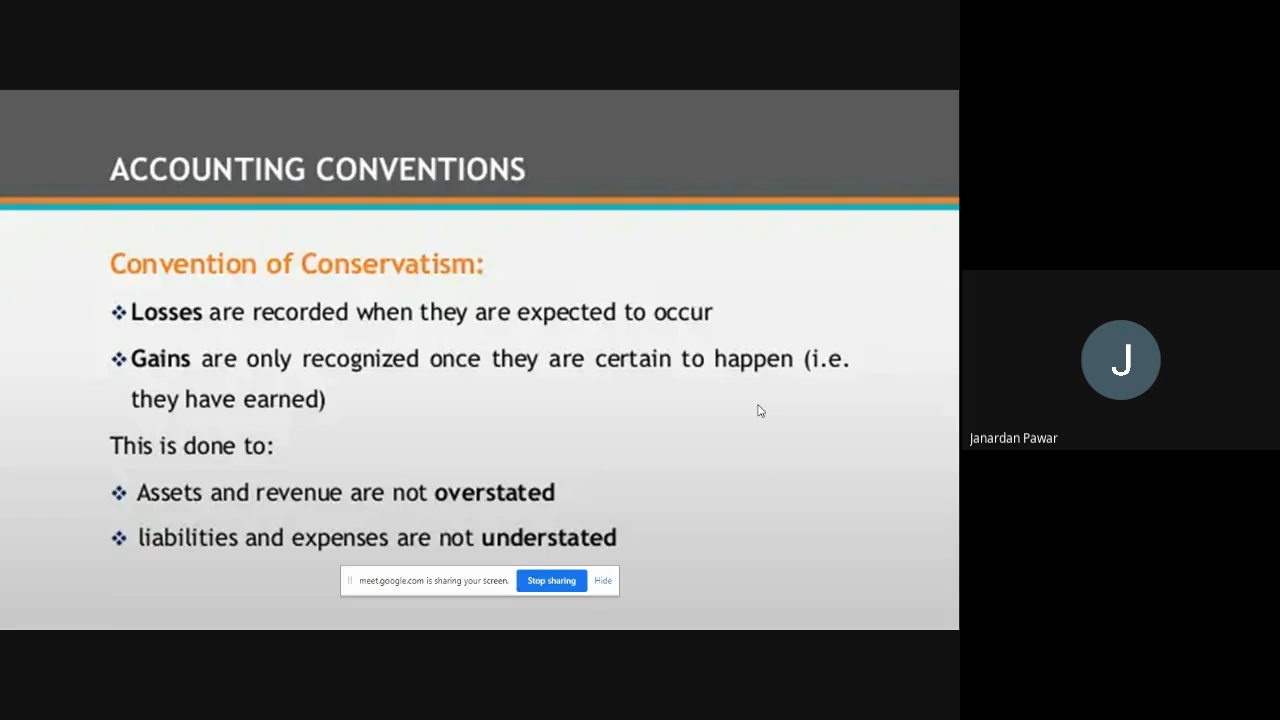 ACCOUNTING CONVENTIONS
Convention of Conservatism:
❖Losses are recorded when they are expected to occur
❖Gains are only recognized once they are certain to happen (i.e.
they have earned)
This is done to:
❖ Assets and revenue are not overstated
❖ liabilities and expenses are not understated
meet.google.com is sharing your screen. Stop sharing Hide
J
Janardan Pawar